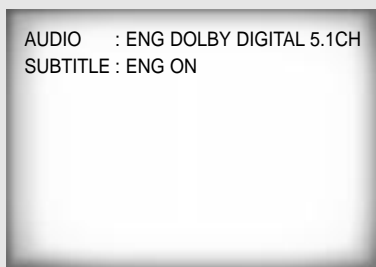 AUDIO : ENG DOLBY DIGITAL 5.1CH
SUBTITLE : ENG ON